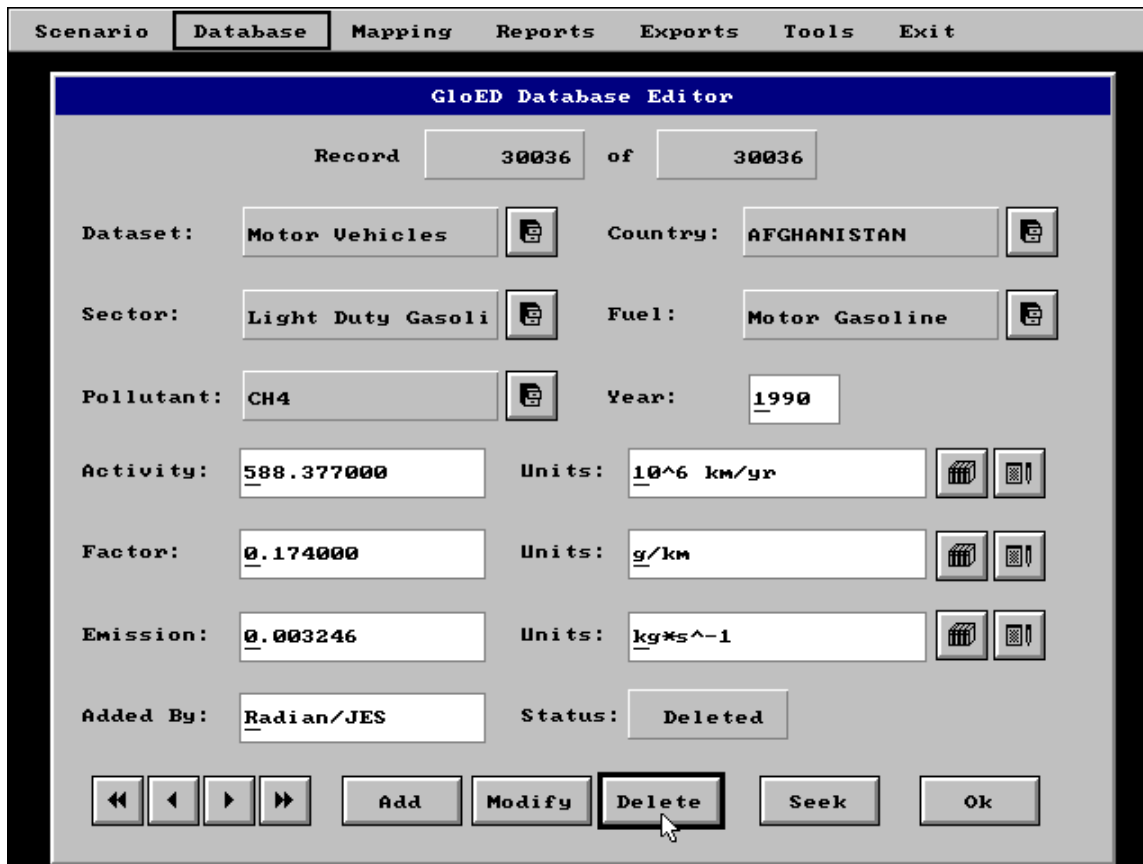 Scenario Database Mapping Reports Exports Tools Exit
GloED Database Editor
Record 30036 of 30036
Dataset: Motor Vehicles Country: AFGHANISTAN
Sector: Light Duty Gasoli Fuel: Motor Gasoline
Pollutant: CH4 Year: 1990
Activity: 588.377000 Units: 10^6 km/yr
Factor: 0.174000 Units: g/km
Emission: 0.003246 Units: kg*s^-1
Added By: Radian/JES Status: Deleted
Add Modify Delete Seek Ok